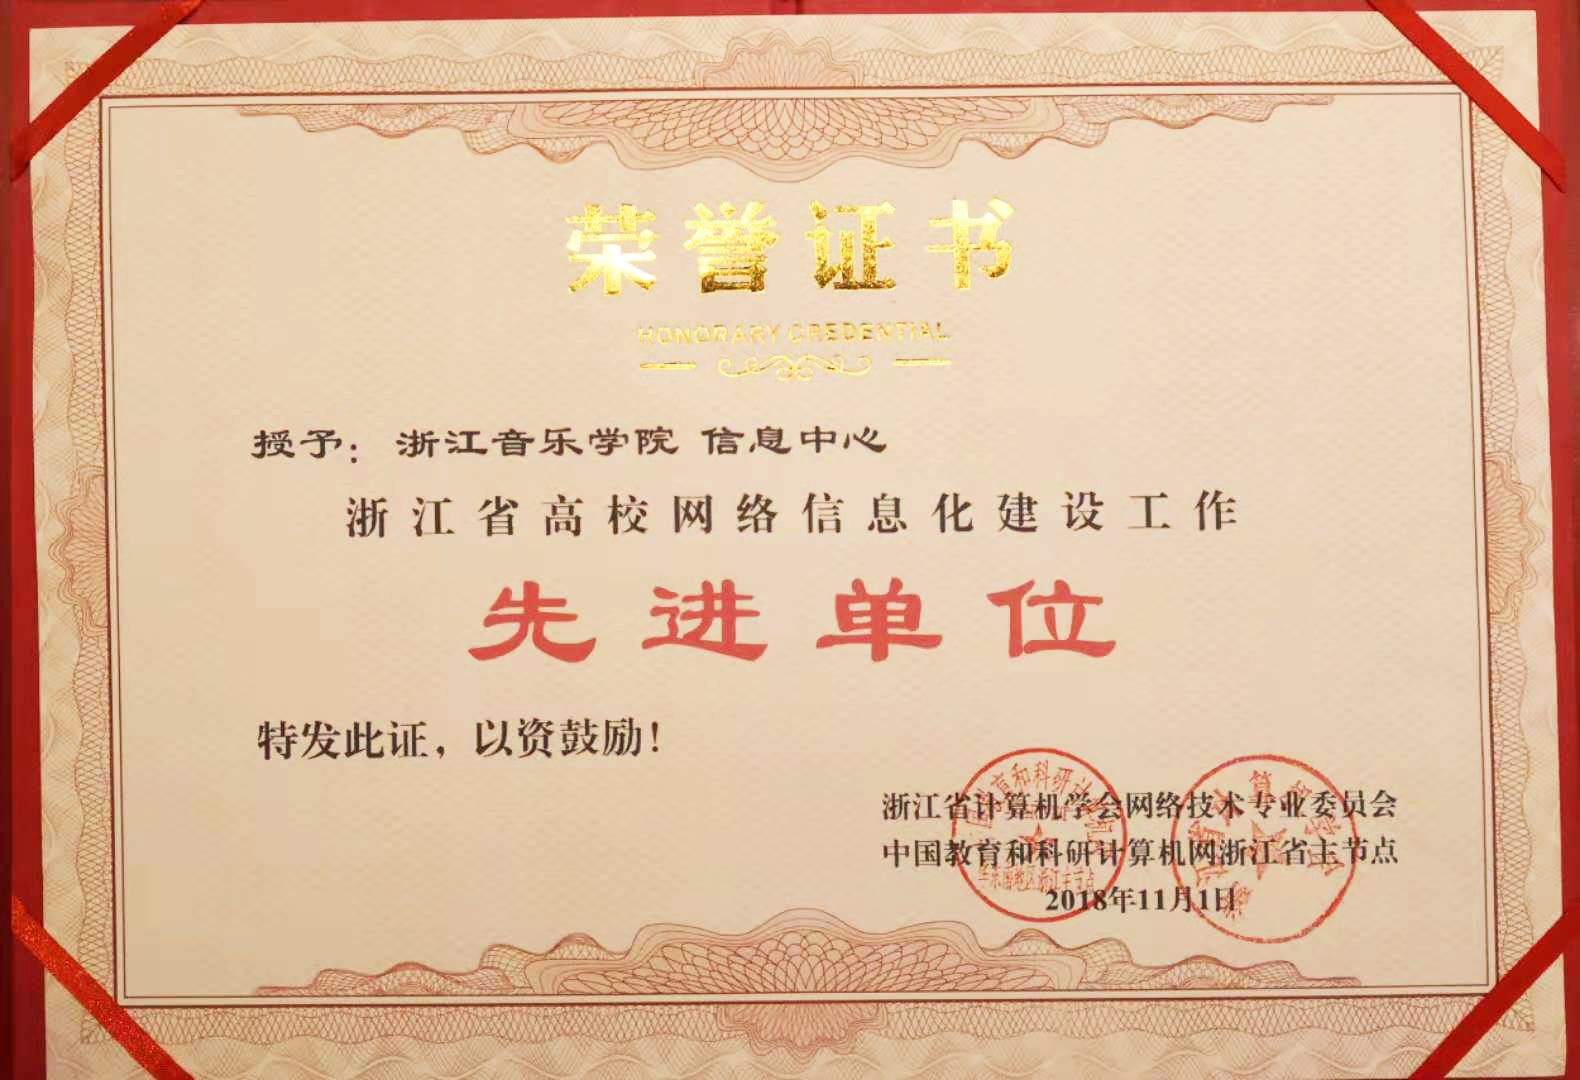 荣誉证书
HONORARY CREDENTIAL
授予：浙江音乐学院 信息中心
浙江省高校网络信息化建设工作
先进单位
特发此证，以资鼓励！
浙江省计算机学会网络技术专业委员会
中国教育和科研计算机网浙江省主节点
2018年11月1日